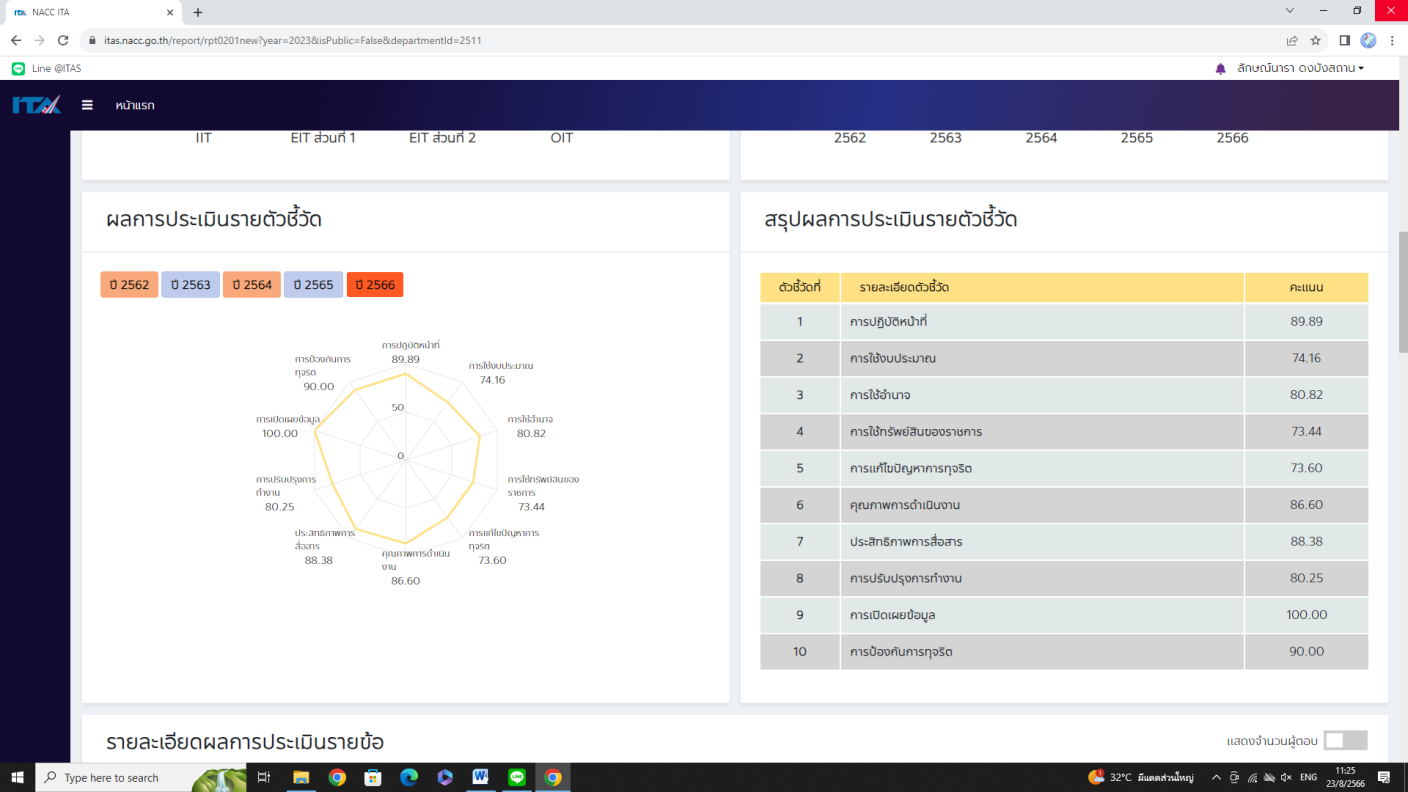 NACC ITA
itas.nacc.go.th/report/rpt0201new?year=2023&isPublic=False&departmentId=2511
Line @ITAS
ลักษณ์นารา ดงบังสถาน
ITA
หน้าแรก
IIT EIT ส่วนที่ 1 EIT ส่วนที่ 2 OIT
2562 2563 2564 2565 2566
ผลการประเมินรายตัวชี้วัด
ปี 2562 ปี 2563 ปี 2564 ปี 2565 ปี 2566
การปฏิบัติหน้าที่
89.89
การใช้งบประมาณ
74.16
การใช้อำนาจ
80.82
การใช้ทรัพย์สินของ
ราชการ
73.44
การแก้ไขปัญหาการ
ทุจริต
73.60
คุณภาพการดำเนิน
งาน
86.60
ประสิทธิภาพการ
สื่อสาร
88.38
การปรับปรุงการ
ทำงาน
80.25
การเปิดเผยข้อมูล
100.00
การป้องกันการ
ทุจริต
90.00
50
0
สรุปผลการประเมินรายตัวชี้วัด
ตัวชี้วัดที่ รายละเอียดตัวชี้วัด คะแนน
1 การปฏิบัติหน้าที่ 89.89
2 การใช้งบประมาณ 74.16
3 การใช้อำนาจ 80.82
4 การใช้ทรัพย์สินของราชการ 73.44
5 การแก้ไขปัญหาการทุจริต 73.60
6 คุณภาพการดำเนินงาน 86.60
7 ประสิทธิภาพการสื่อสาร 88.38
8 การปรับปรุงการทำงาน 80.25
9 การเปิดเผยข้อมูล 100.00
10 การป้องกันการทุจริต 90.00
รายละเอียดผลการประเมินรายข้อ
แสดงจำนวนผู้ตอบ
Type here to search
32°C มีแดดส่วนใหญ่
ENG
11:25
23/8/2566